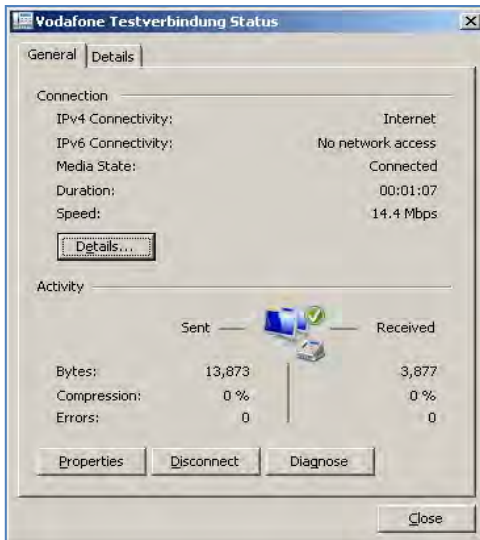 Vodafone Testverbindung Status
General Details
Connection
IPv4 Connectivity: Internet
IPv6 Connectivity: No network access
Media State: Connected
Duration: 00:01:07
Speed: 14.4 Mbps
Details...
Activity
Sent Received
Bytes: 13,873 3,877
Compression: 0 % 0 %
Errors: 0 0
Properties Disconnect Diagnose
Close